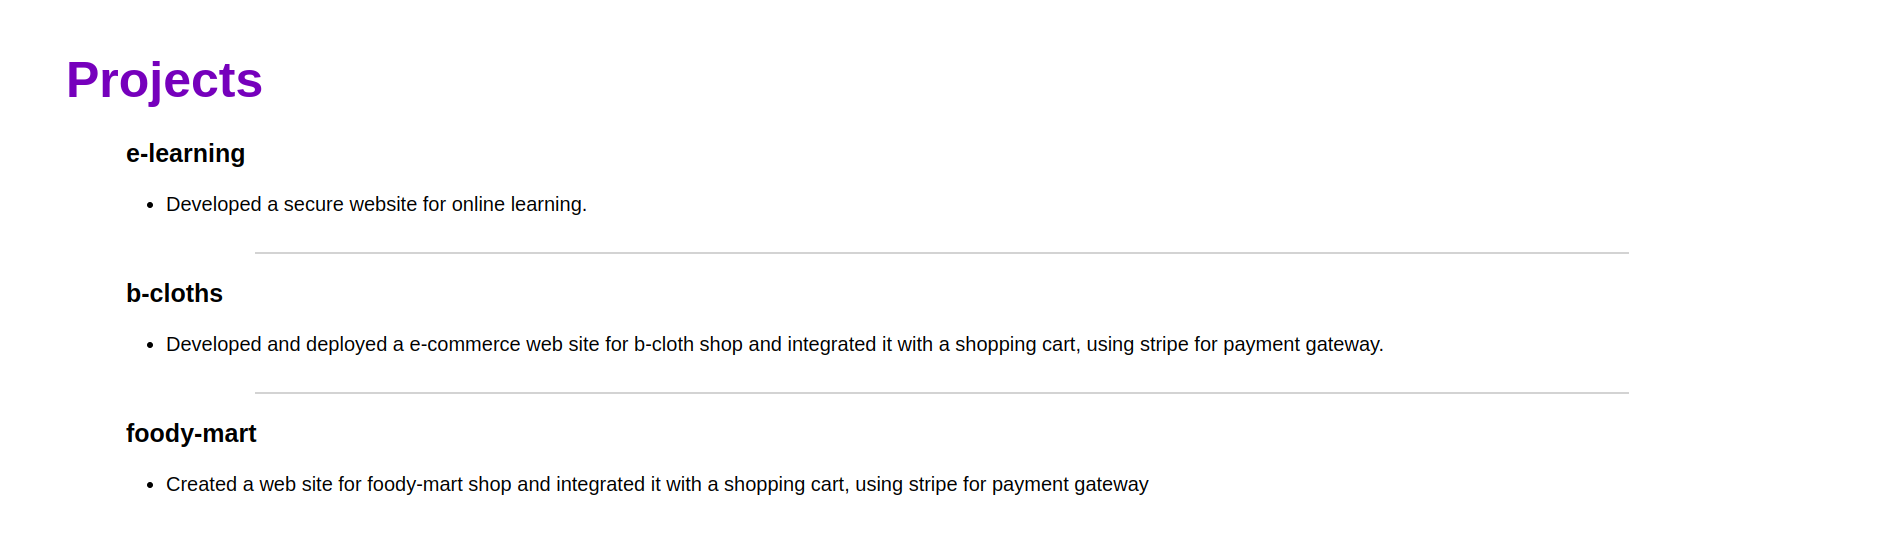 Projects
e-learning
• Developed a secure website for online learning.
b-cloths
• Developed and deployed a e-commerce web site for b-cloth shop and integrated it with a shopping cart, using stripe for payment gateway.
foody-mart
• Created a web site for foody-mart shop and integrated it with a shopping cart, using stripe for payment gateway